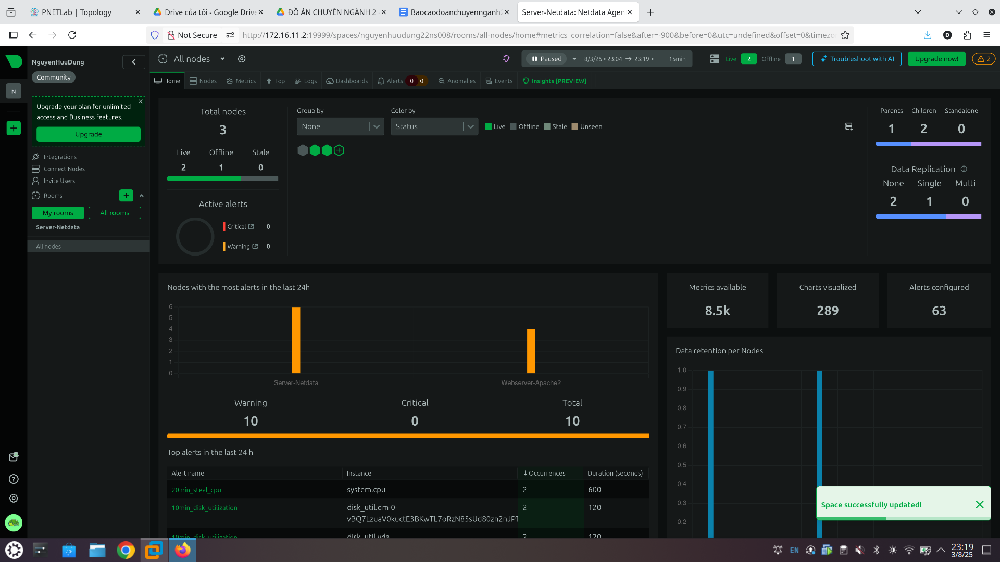 PNETLab | Topology
Drive của tôi - Google Drive
ĐỒ ÁN CHUYÊN NGÀNH 2
Baocaodoanchuyennganh2
Server-Netdata: Netdata Agen
Not Secure
http://172.16.11.2:19999/spaces/nguyenhuudung22ns008/rooms/all-nodes/home#metrics_correlation=false&after=-900&before=0&utc=undefined&offset=0&timezo
D
NguyenHuuDung
Community
N
All nodes
Paused
8/3/25 • 23:04 → 23:19 •
15min
Live
2
Offline
1
Troubleshoot with AI
Upgrade now!
2
Home
Nodes
Metrics
Top
Logs
Dashboards
Alerts
0
0
Anomalies
Events
Insights [PREVIEW]
Upgrade your plan for unlimited
access and Business features.
Upgrade
Integrations
Connect Nodes
Invite Users
Rooms
My rooms
All rooms
Server-Netdata
All nodes
Total nodes
3
Live
Offline
Stale
2
1
0
Active alerts
Critical
0
Warning
0
Group by
None
Color by
Status
Live
Offline
Stale
Unseen
Parents
Children
Standalone
1
2
0
Data Replication
None
Single
Multi
2
1
0
Nodes with the most alerts in the last 24h
6
5
4
3
2
1
0
Server-Netdata
Webserver-Apache2
Warning
Critical
Total
10
0
10
Top alerts in the last 24 h
Alert name
Instance
↓ Occurrences
Duration (seconds)
20min_steal_cpu
system.cpu
2
600
10min_disk_utilization
disk_util.dm-0-
vBQ7LzuaV0kuctE3BKwTL7oRzN85sUd80zn2nJPT
2
120
10min_disk_utilization
disk_util.vda
2
120
Metrics available
8.5k
Charts visualized
289
Alerts configured
63
Data retention per Nodes
1.0
0.9
0.8
0.7
0.6
0.5
0.4
0.3
0.2
Space successfully updated!
EN
23:19
3/8/25